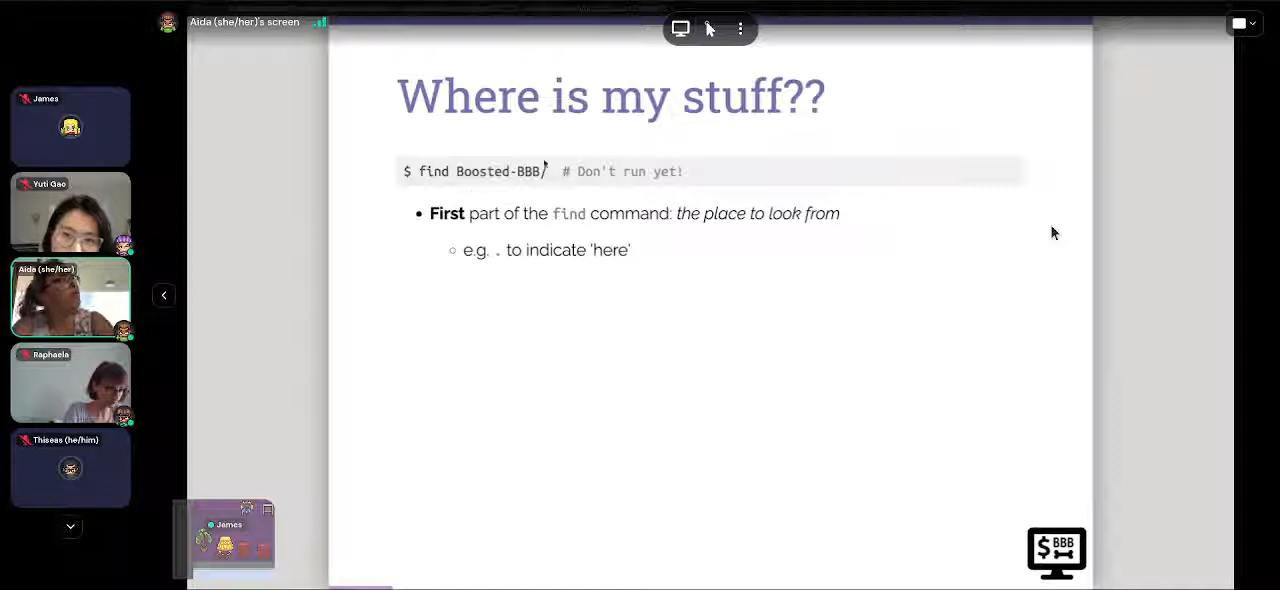 Aida (she/her)'s screen
James
Yuti Gao
Aida (she/her)
Raphaela
Thiseas (he/him)
James
Where is my stuff??
$ find Boosted-BBB/ # Don't run yet!
First part of the find command: the place to look from
e.g. . to indicate 'here'
$ BBB